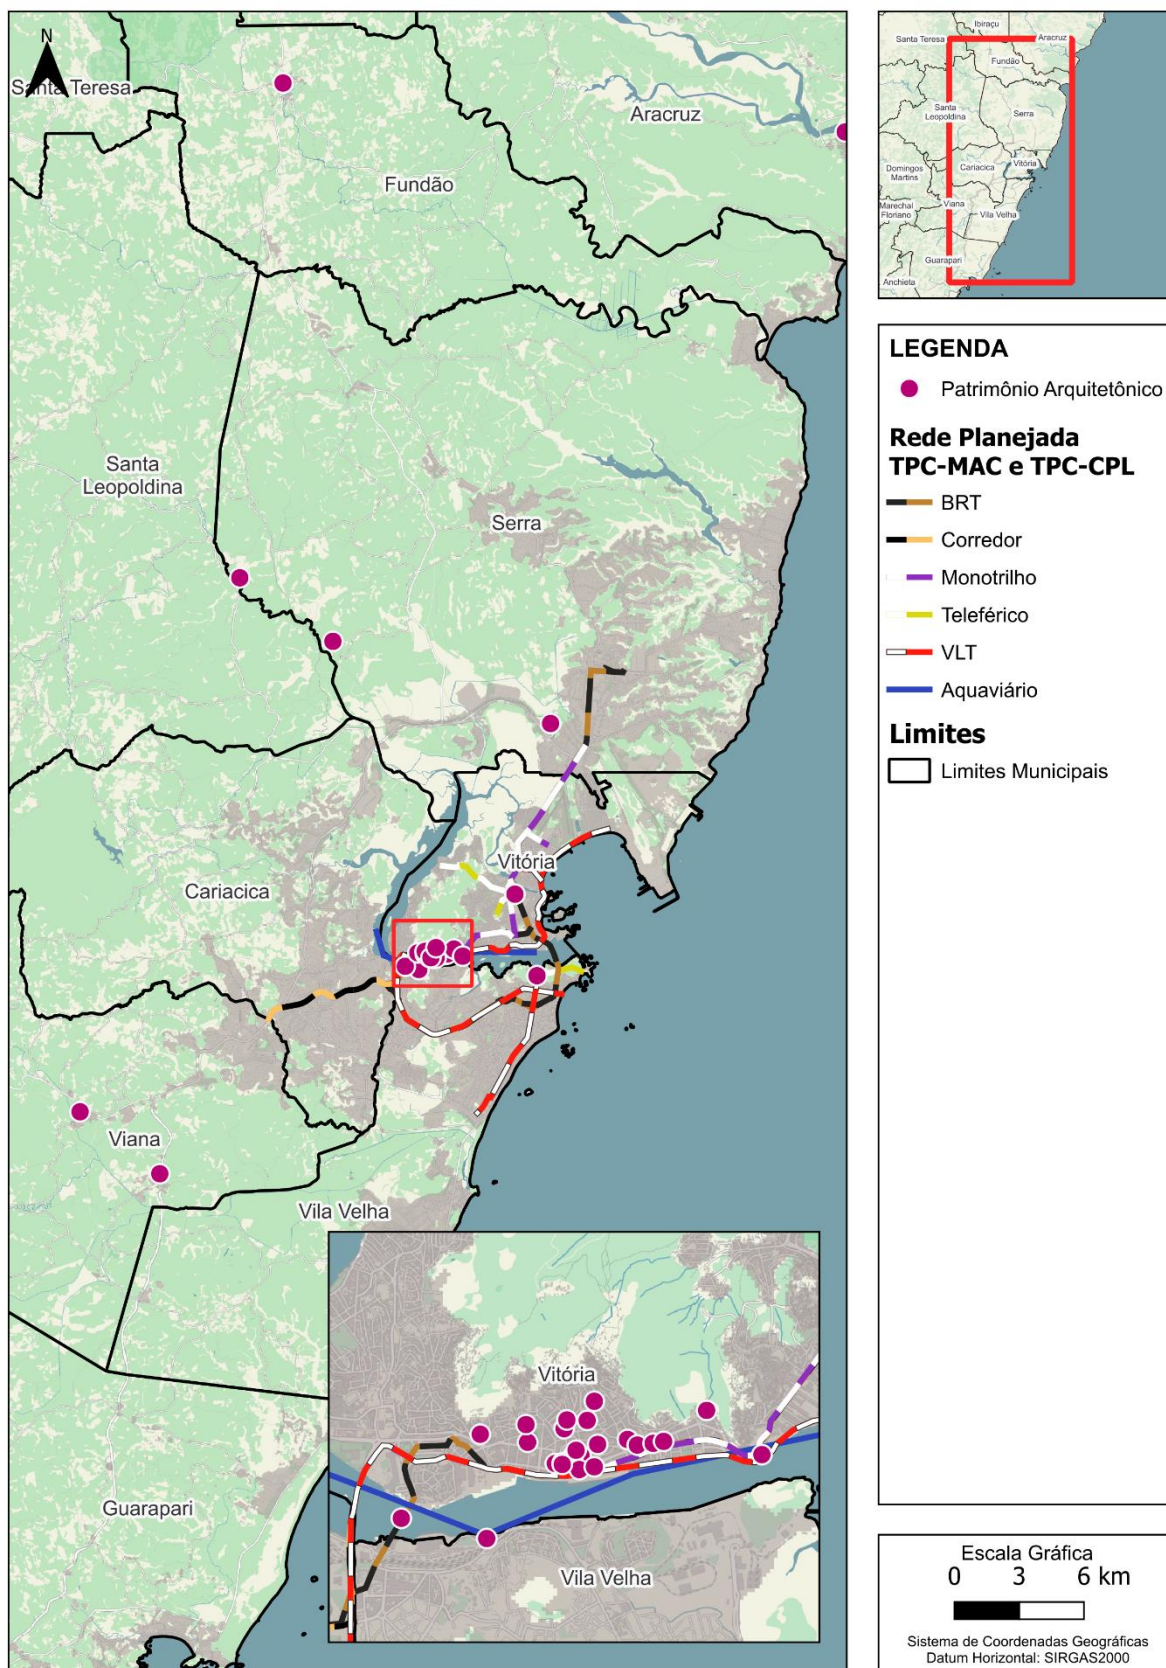 N
Santa Teresa
Aracruz
Fundão
Santa
Leopoldina
Serra
Vitória
Cariacica
Viana
Vila Velha
Guarapari
Vitória
Vila Velha
Ibiraçu
Santa Teresa
Aracruz
Fundão
Santa
Leopoldina
Serra
Domingos
Martins
Cariacica
Vitória
Marechal
Floriano
Viana
Vila Velha
Guarapari
Anchieta
LEGENDA
Patrimônio Arquitetônico
Rede Planejada
TPC-MAC e TPC-CPL
BRT
Corredor
Monotrilho
Teleférico
VLT
Aquaviário
Limites
Limites Municipais
Escala Gráfica
0 3 6 km
Sistema de Coordenadas Geográficas
Datum Horizontal: SIRGAS2000